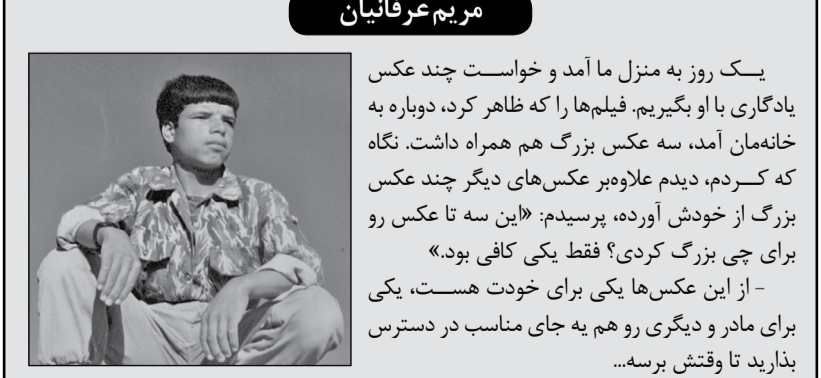 مریم عرفانیان
یــک روز به منزل ما آمد و خواســت چند عکس
یادگاری با او بگیریم. فیلم‌ها را که ظاهر کرد، دوباره به
خانه‌مان آمد، سه عکس بزرگ هم همراه داشت. نگاه
که کــردم، دیدم علاوه‌بر عکس‌های دیگر چند عکس
بزرگ از خودش آورده، پرسیدم: «این سه تا عکس رو
برای چی بزرگ کردی؟ فقط یکی کافی بود.»
- از این عکس‌ها یکی برای خودت هســت، یکی
برای مادر و دیگری رو هم یه جای مناسب در دسترس
بذارید تا وقتش برسه...